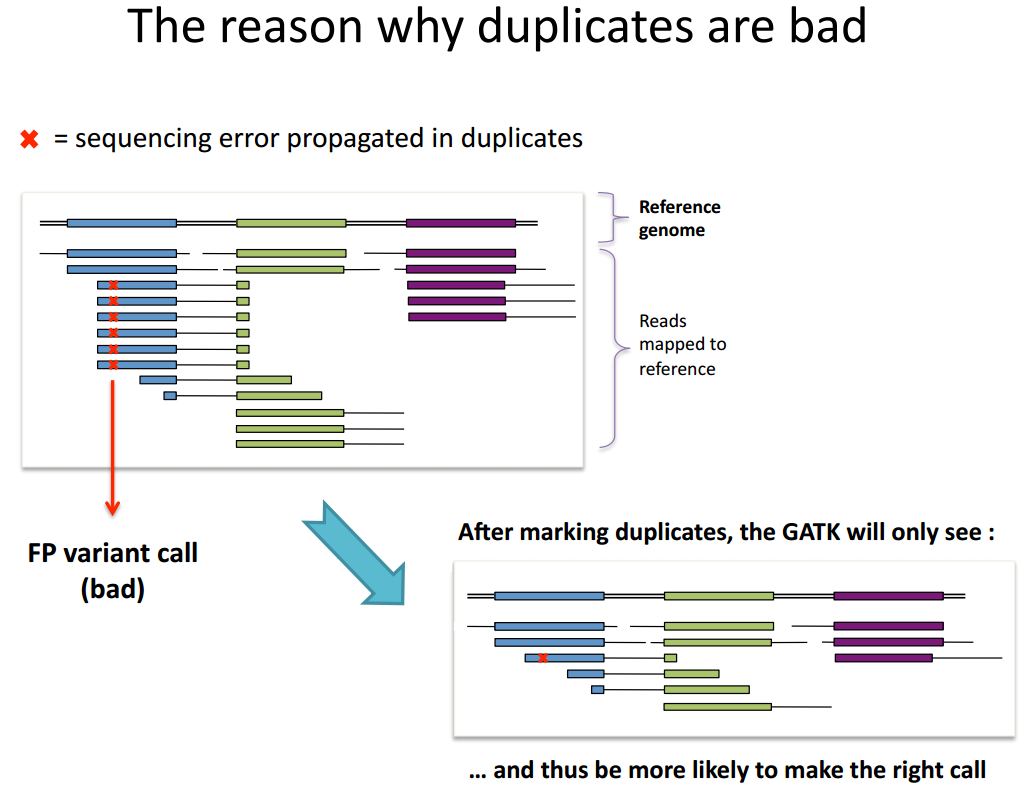 The reason why duplicates are bad
✖ = sequencing error propagated in duplicates
Reference
genome
Reads
mapped to
reference
FP variant call
(bad)
After marking duplicates, the GATK will only see :
... and thus be more likely to make the right call